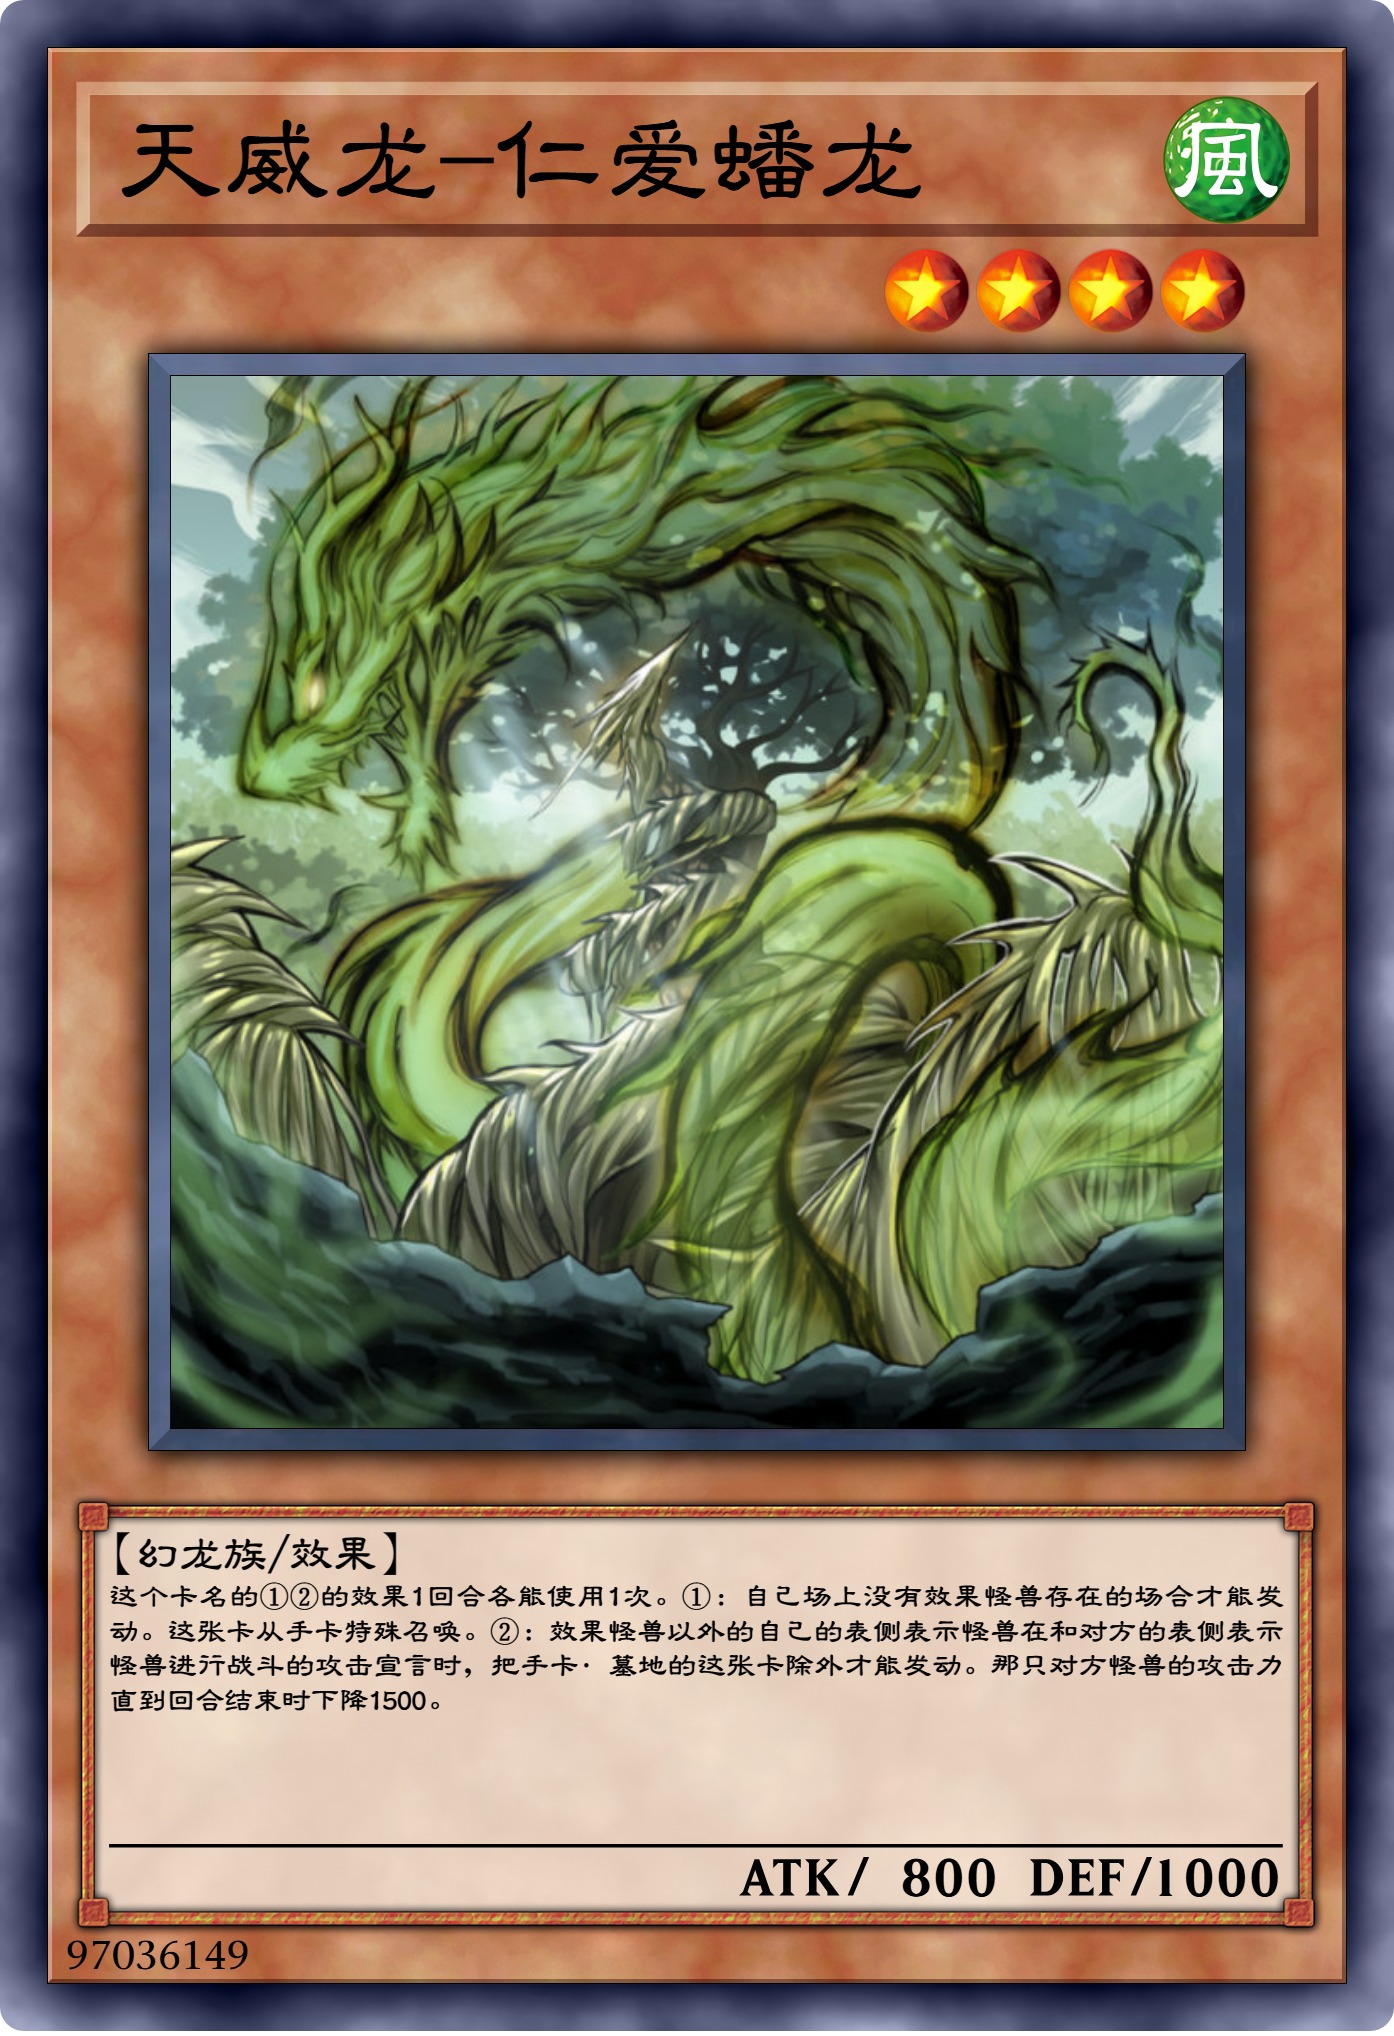 天威龙-仁爱蟠龙
風
【幻龙族/效果】
这个卡名的①②的效果1回合各能使用1次。①：自己场上没有效果怪兽存在的场合才能发
动。这张卡从手卡特殊召唤。②：效果怪兽以外的自己的表侧表示怪兽在和对方的表侧表示
怪兽进行战斗的攻击宣言时，把手卡·墓地的这张卡除外才能发动。那只对方怪兽的攻击力
直到回合结束时下降1500。
ATK/ 800 DEF/1000
97036149